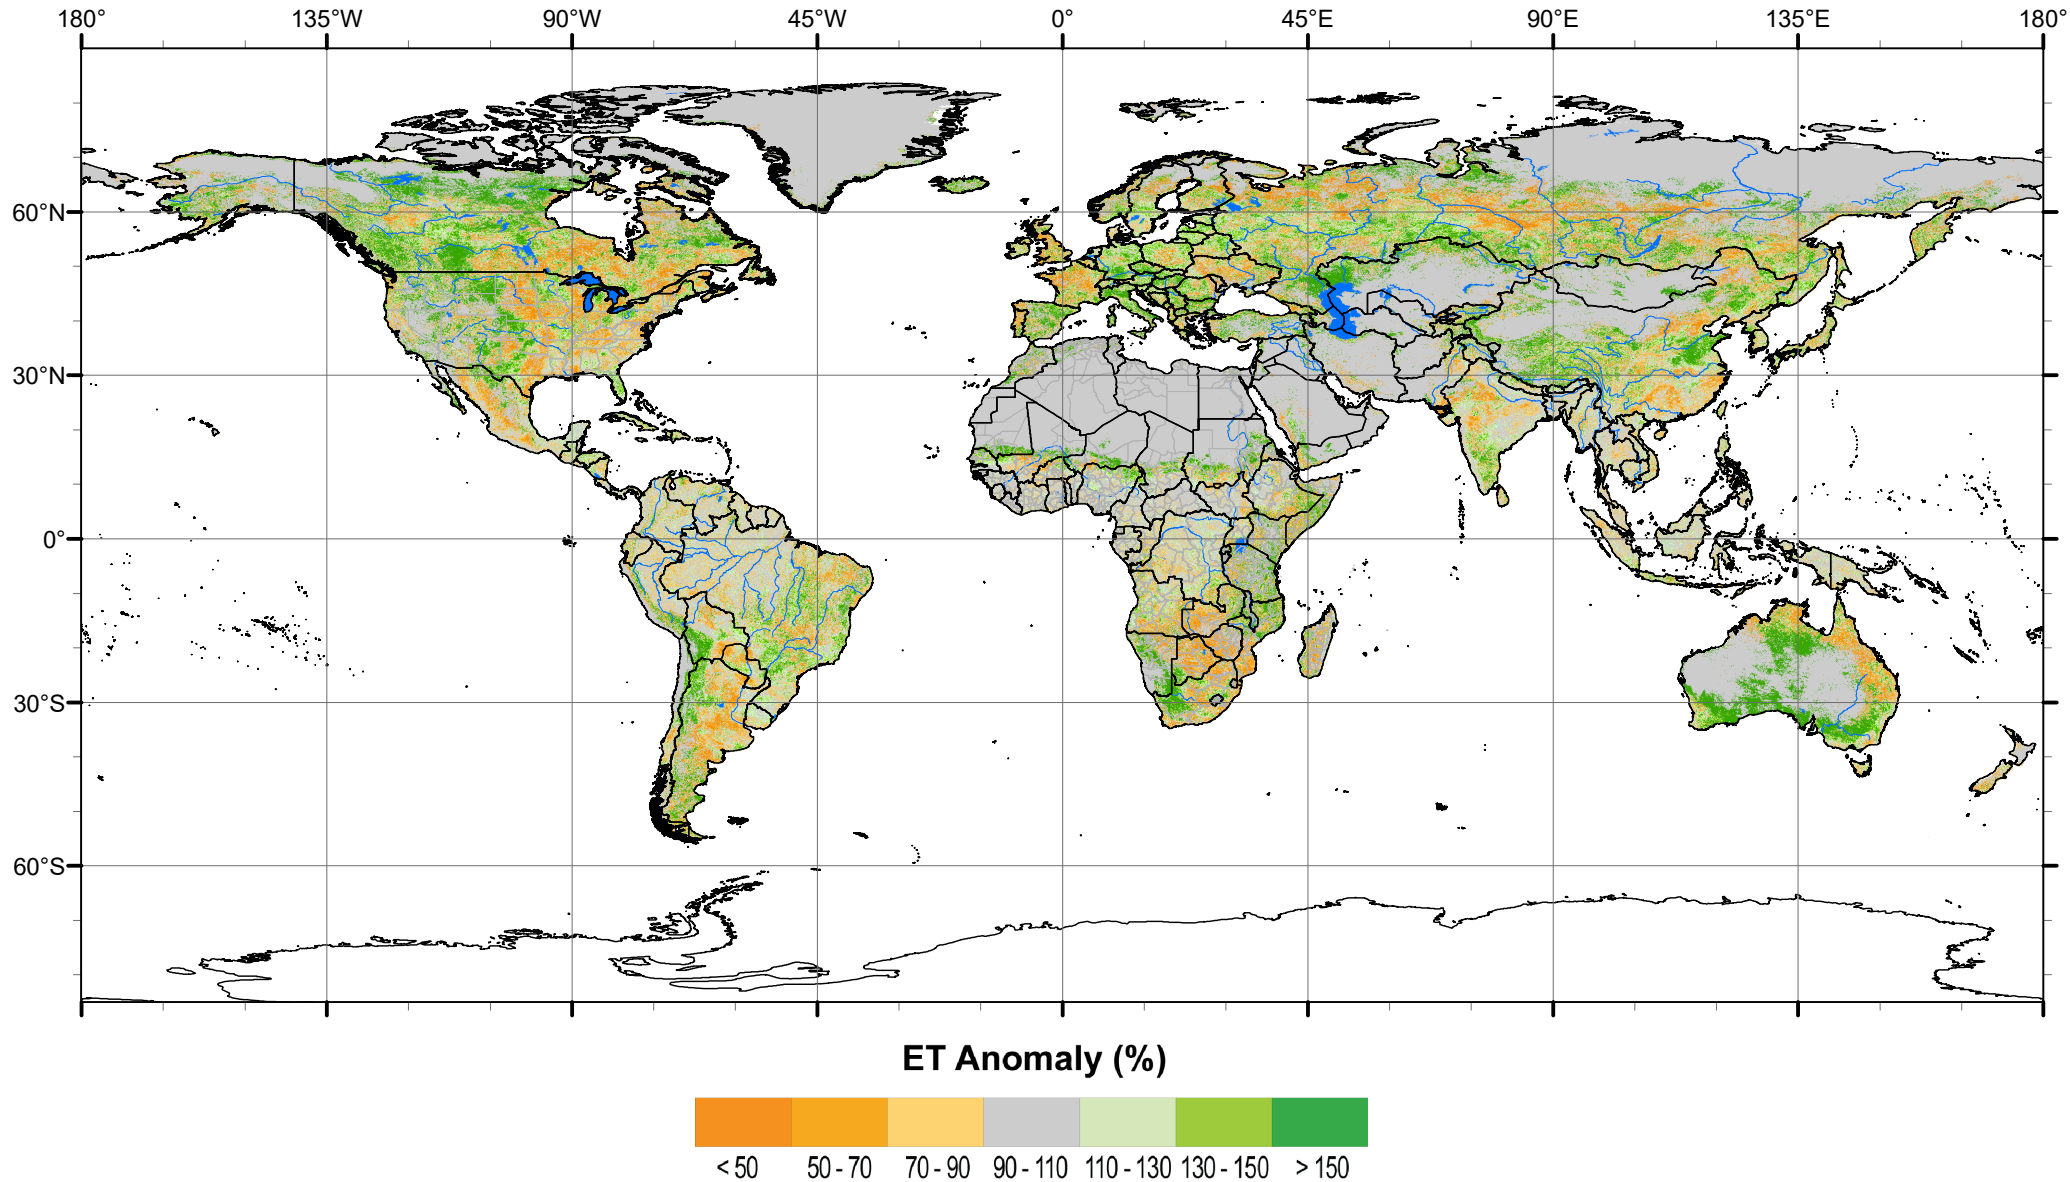 180° 135°W 90°W 45°W 0° 45°E 90°E 135°E 180°
60°N
30°N
0°
30°S
60°S
ET Anomaly (%)
< 50 50 - 70 70 - 90 90 - 110 110 - 130 130 - 150 > 150